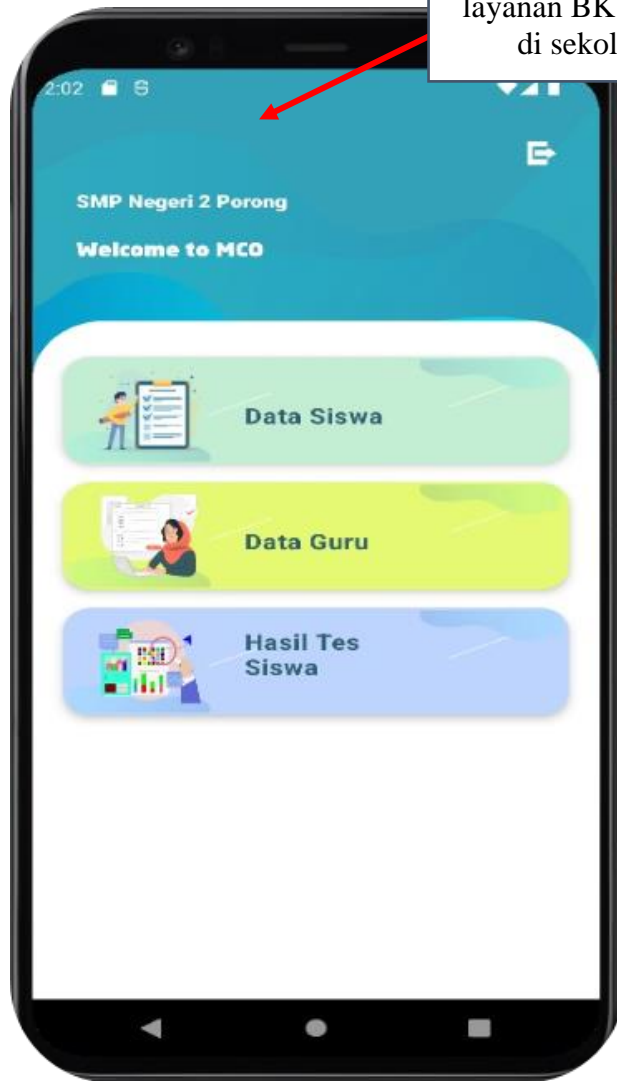 layanan BK
di sekol
2:02
SMP Negeri 2 Porong
Welcome to MCO
Data Siswa
Data Guru
Hasil Tes
Siswa